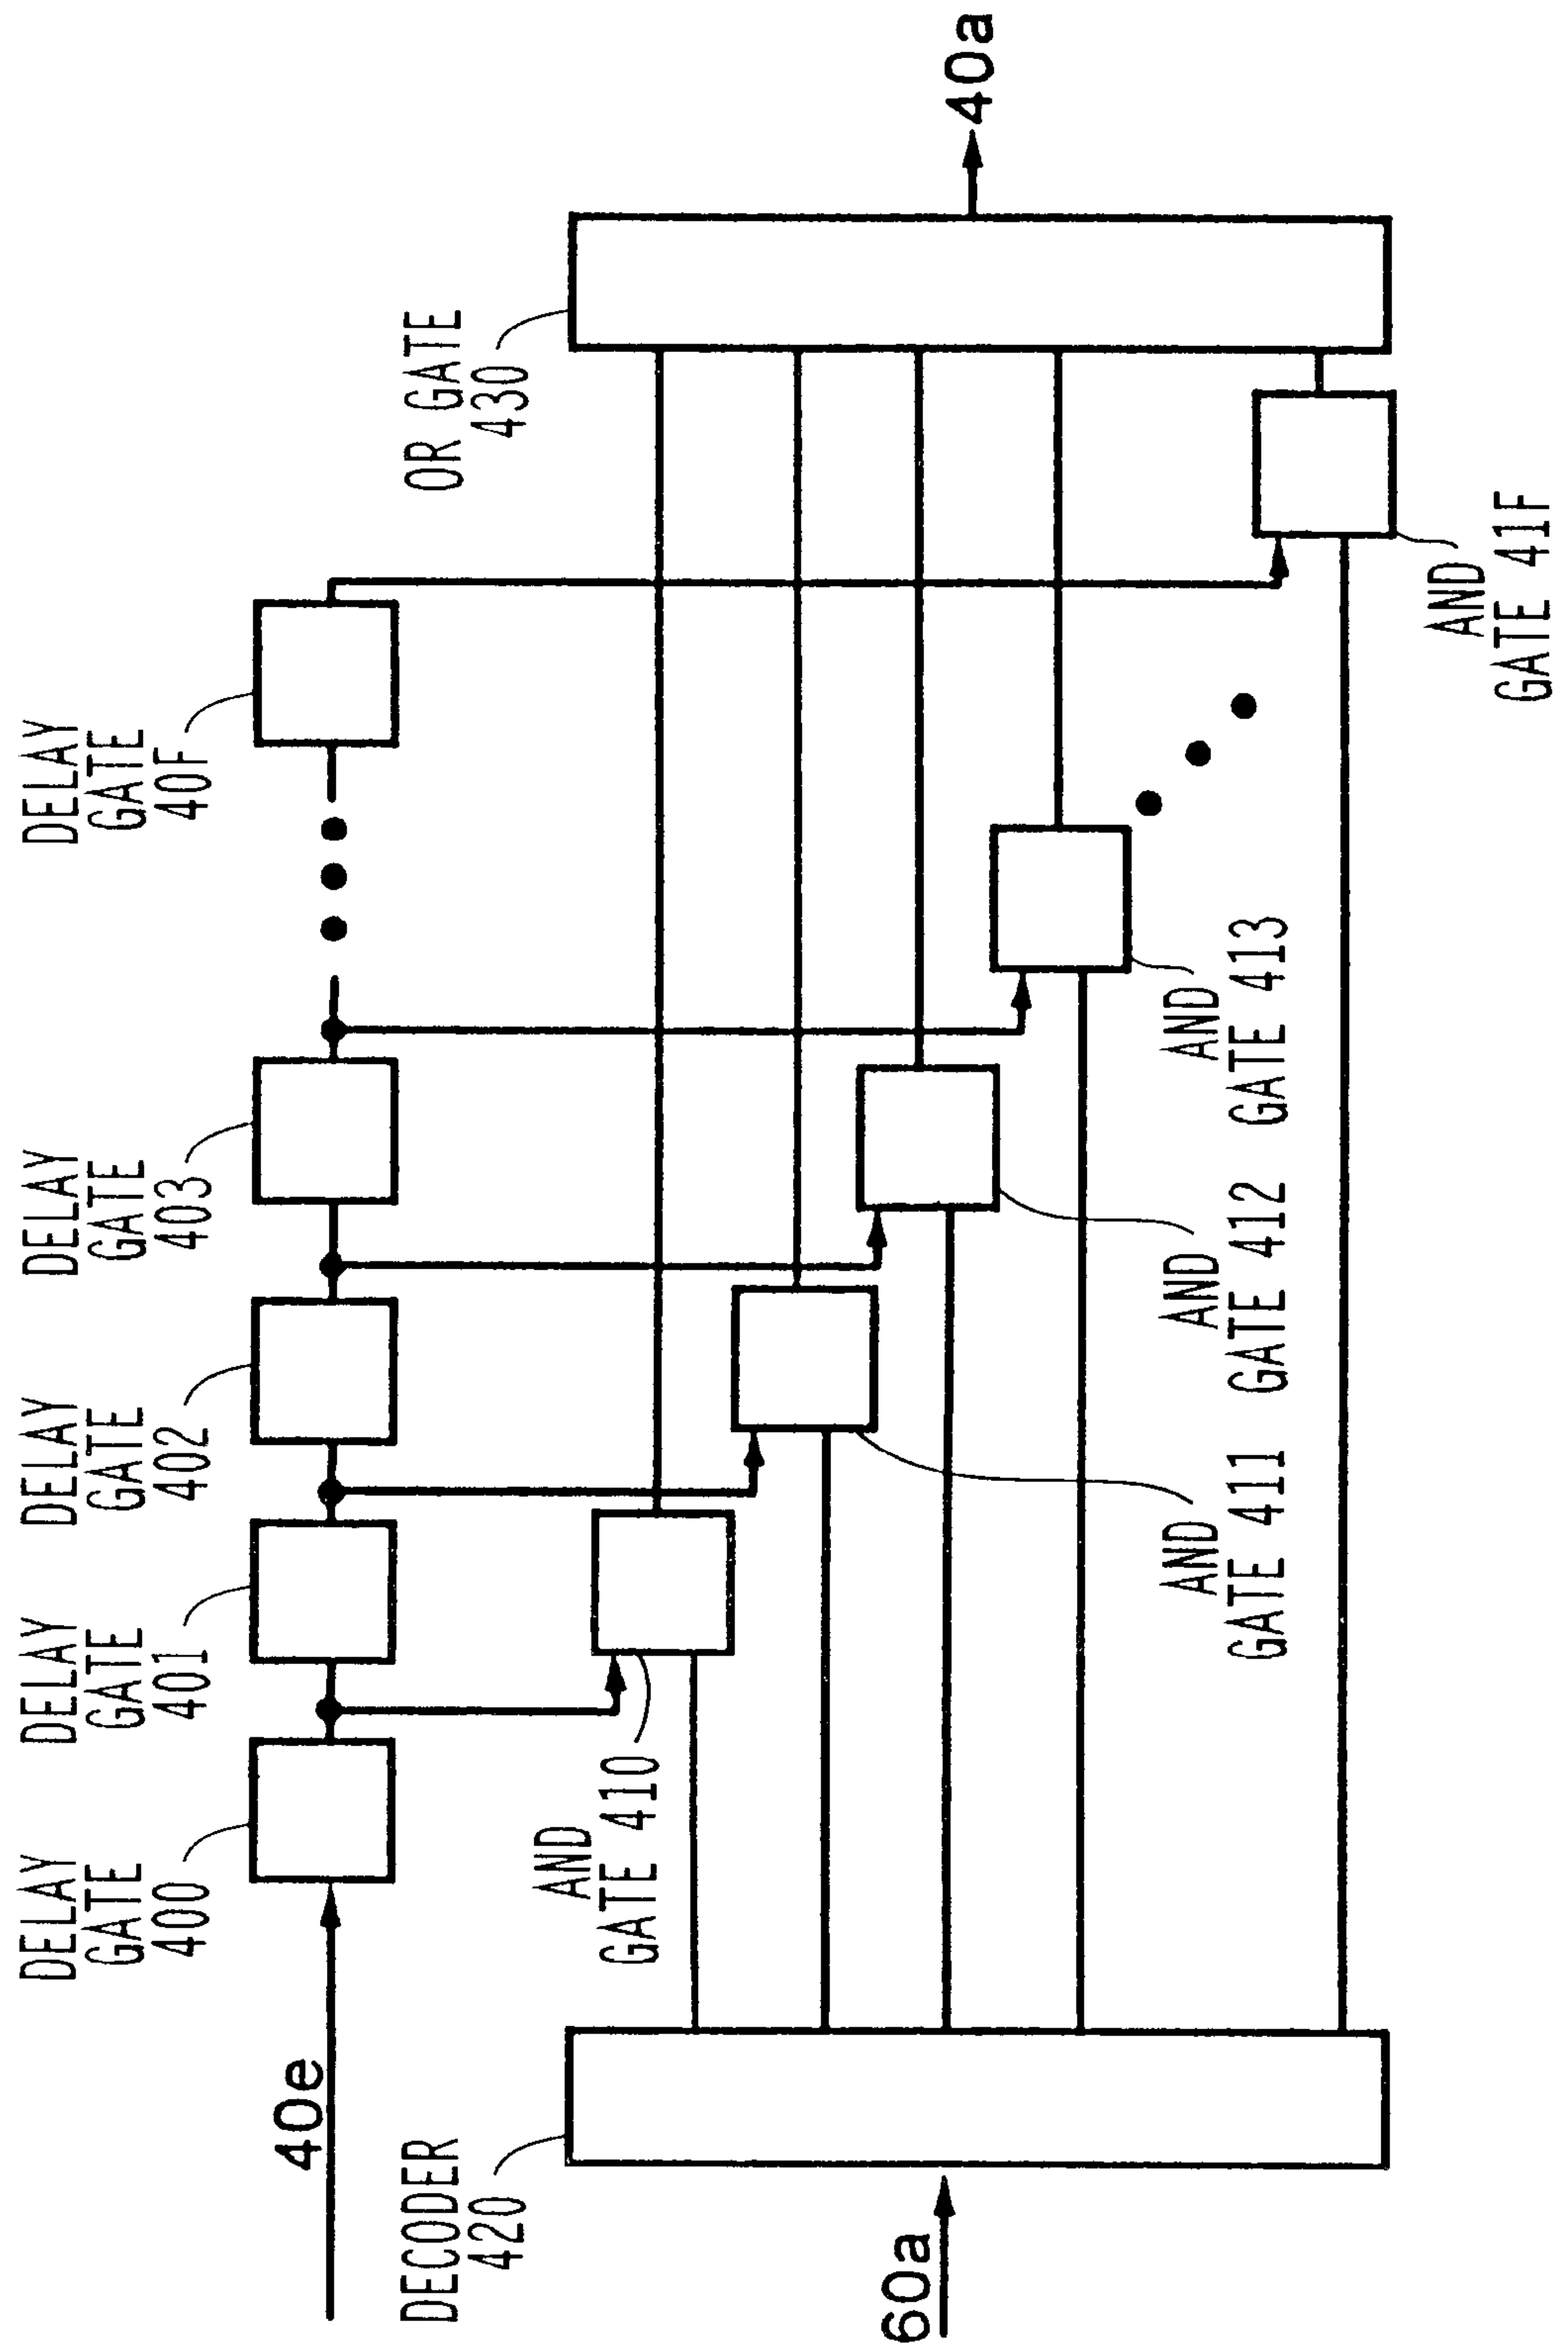 DELAY
GATE
400
DELAY
GATE
401
DELAY
GATE
402
DELAY
GATE
403
DELAY
GATE
40F
40e
AND
GATE 410
DECODER
420
OR GATE
430
60a
40a
AND
GATE 411
AND
GATE 412
AND
GATE 413
AND
GATE 41F